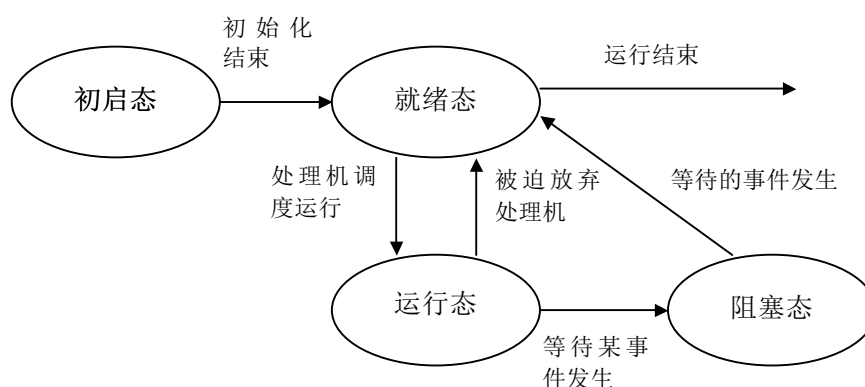 初始化
结束
运行结束
初启态
就绪态
处理机调
度运行
被迫放弃
处理机
等待的事件发生
运行态
阻塞态
等待某事
件发生